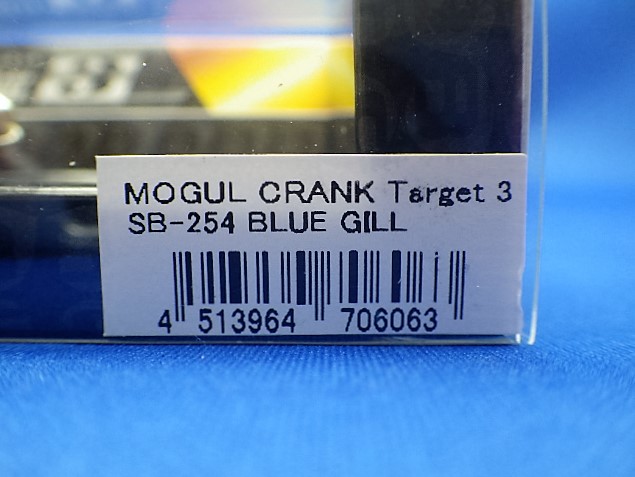 MOGUL CRANK Target 3
SB-254 BLUE GILL
4 513964 706063